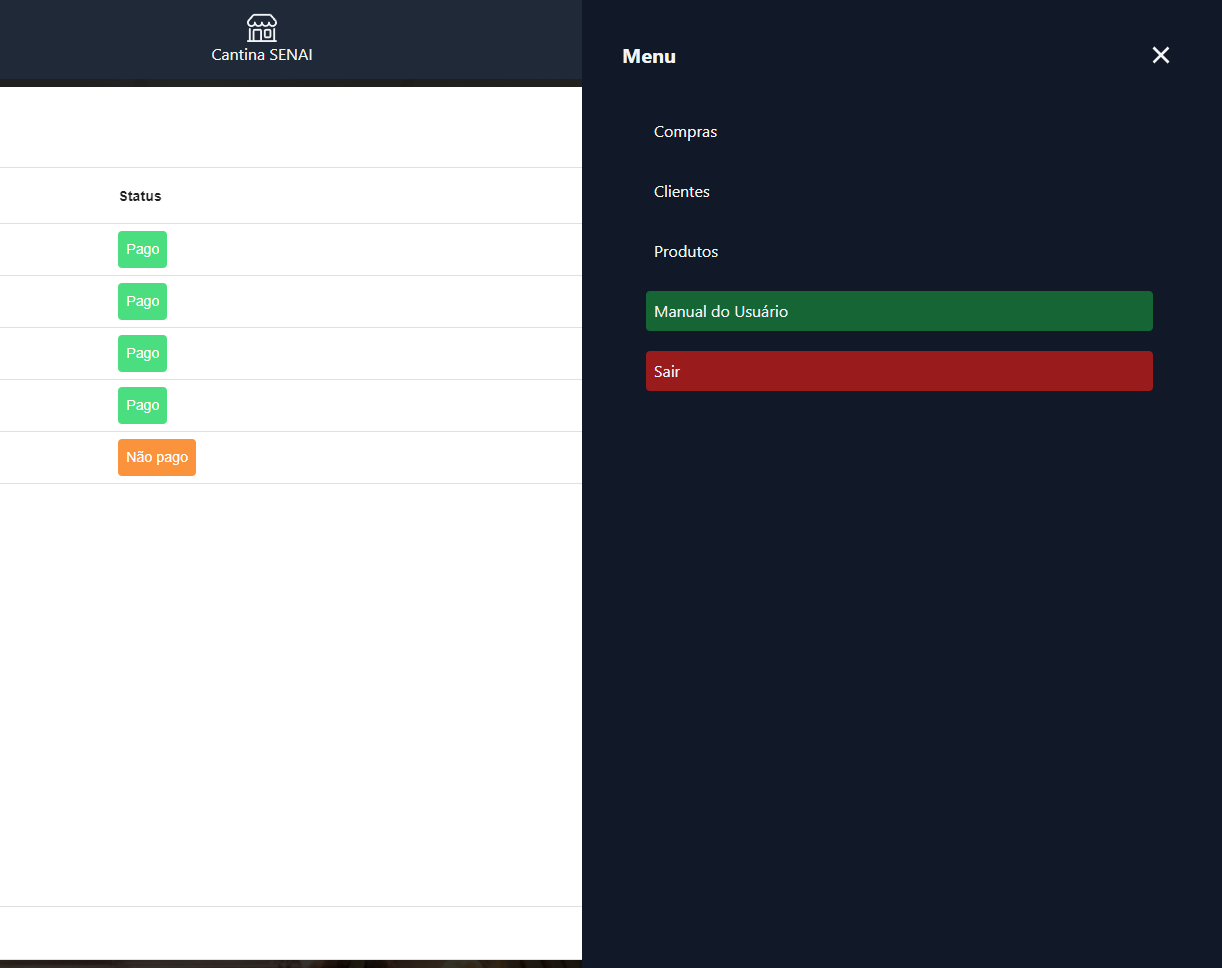 Cantina SENAI
Status
Pago
Pago
Pago
Pago
Não pago
Menu
Compras
Clientes
Produtos
Manual do Usuário
Sair